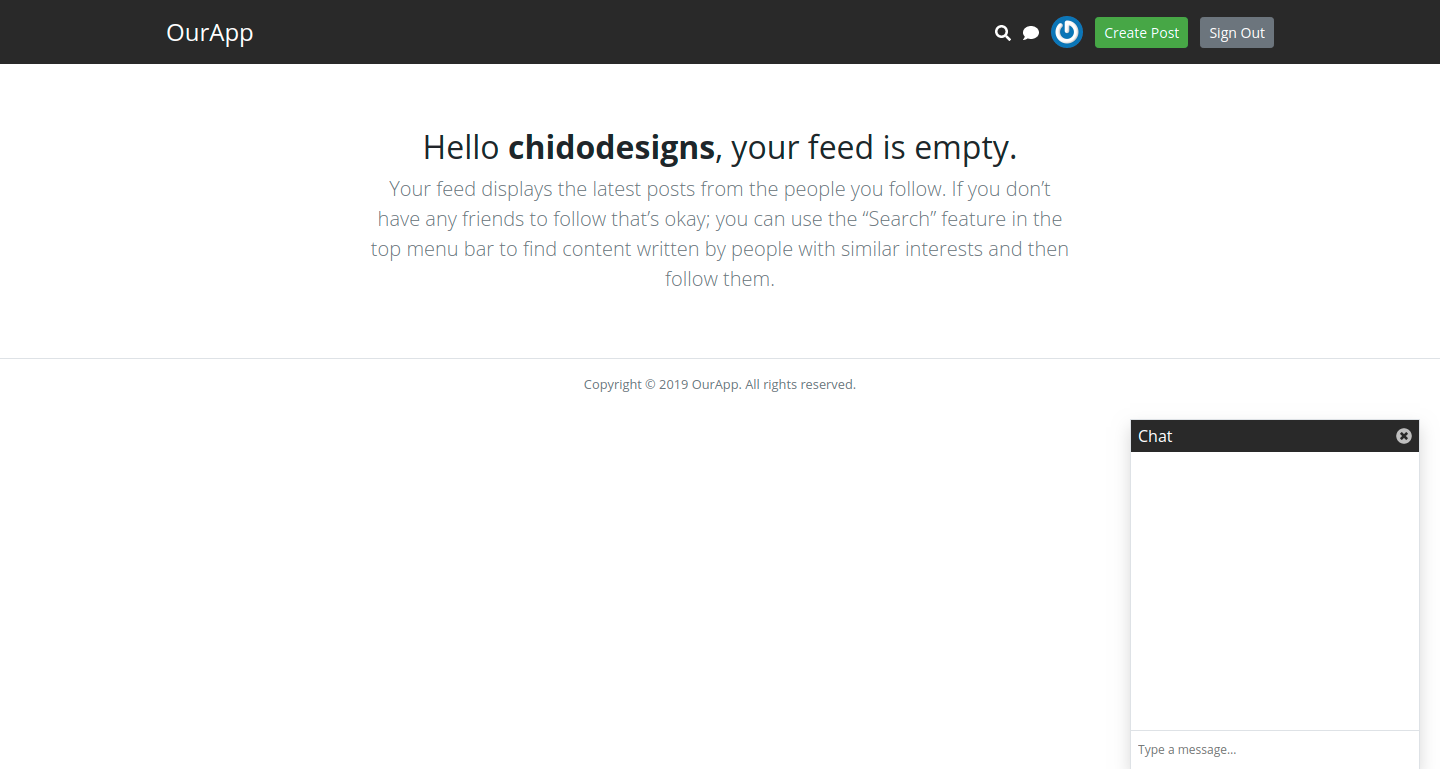 OurApp
Create Post
Sign Out
Hello chidodesigns, your feed is empty.
Your feed displays the latest posts from the people you follow. If you don’t
have any friends to follow that’s okay; you can use the “Search” feature in the
top menu bar to find content written by people with similar interests and then
follow them.
Copyright © 2019 OurApp. All rights reserved.
Chat
Type a message...